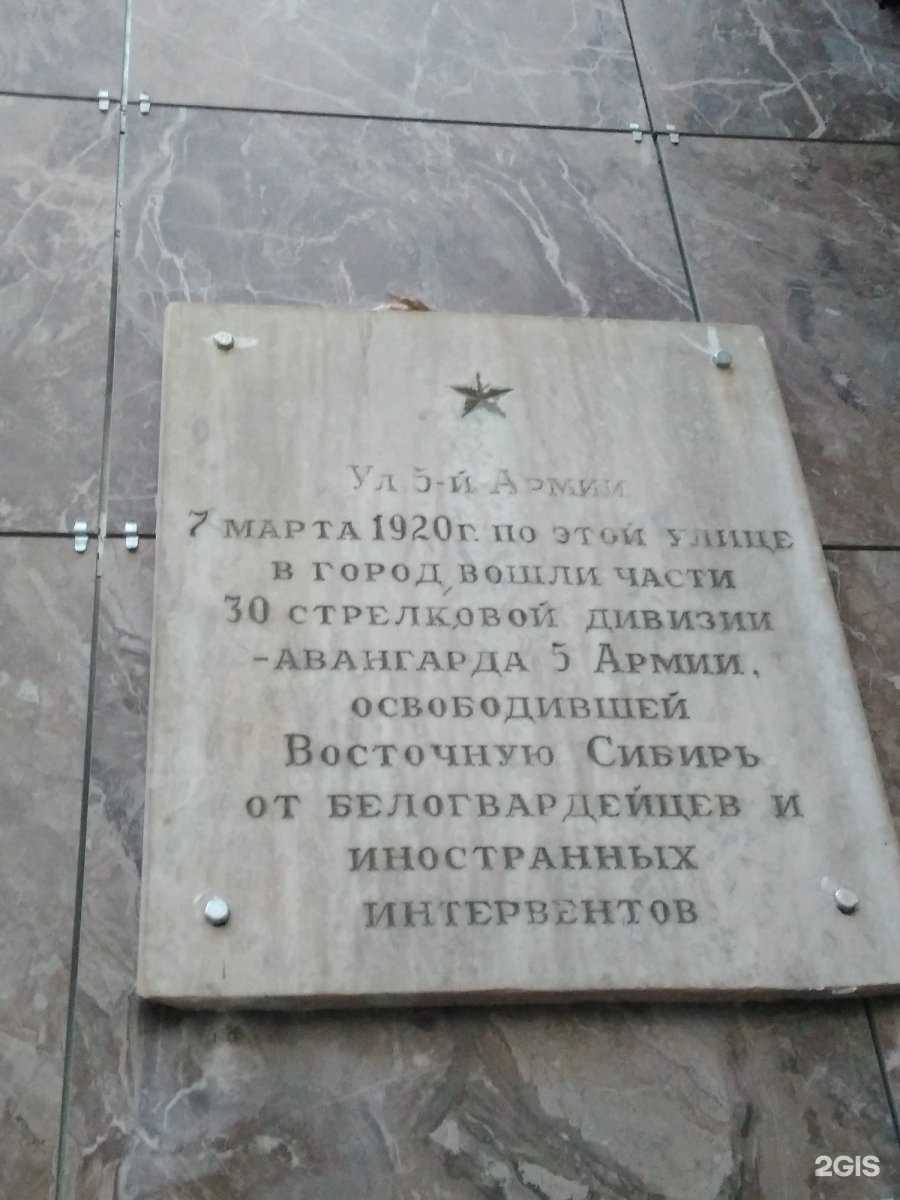 Ул 5-й Армии
7 марта 1920г. по этой улице
в город вошли части
30 стрелковой дивизии
-авангарда 5 Армии,
освободившей
Восточную Сибирь
от белогвардейцев и
иностранных
интервентов
2GIS